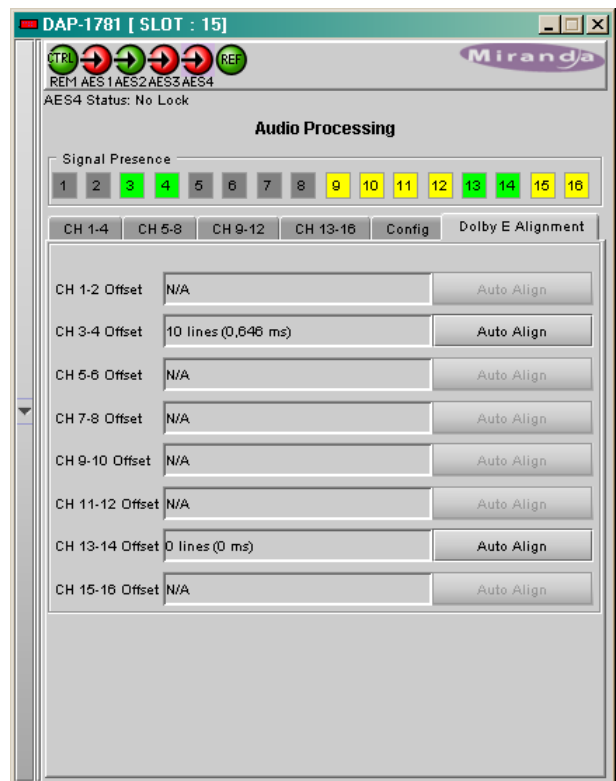 DAP-1781 [ SLOT : 15]
CTRL REF
REM AES1 AES2 AES3 AES4
Miranda
AES4 Status: No Lock
Audio Processing
Signal Presence
1 2 3 4 5 6 7 8 9 10 11 12 13 14 15 16
CH 1-4 CH 5-8 CH 9-12 CH 13-16 Config Dolby E Alignment
CH 1-2 Offset N/A Auto Align
CH 3-4 Offset 10 lines (0,646 ms) Auto Align
CH 5-6 Offset N/A Auto Align
CH 7-8 Offset N/A Auto Align
CH 9-10 Offset N/A Auto Align
CH 11-12 Offset N/A Auto Align
CH 13-14 Offset 0 lines (0 ms) Auto Align
CH 15-16 Offset N/A Auto Align